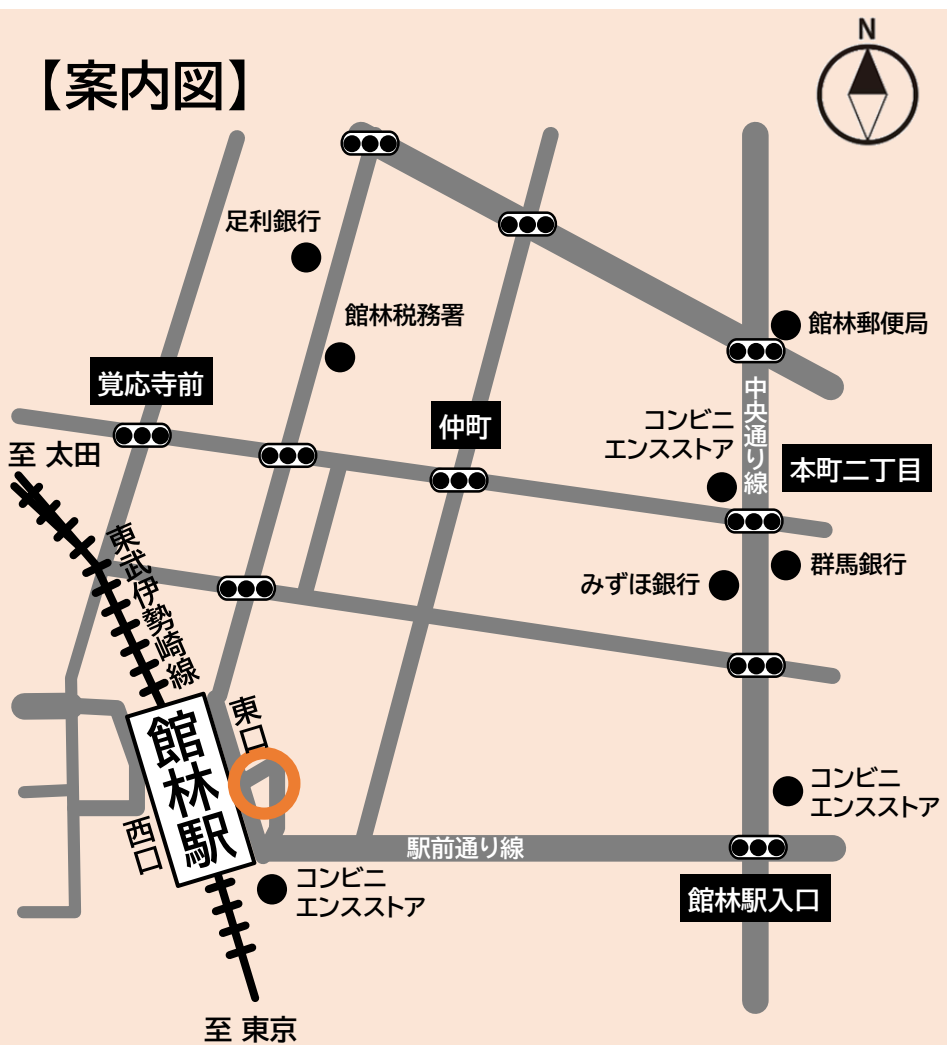 N
【案内図】
足利銀行
館林税務署
館林郵便局
覚応寺前
中央通り線
仲町
コンビニ
エンスストア
本町二丁目
至 太田
東武伊勢崎線
群馬銀行
みずほ銀行
東口
館林駅
西口
コンビニ
エンスストア
駅前通り線
コンビニ
エンスストア
館林駅入口
至 東京